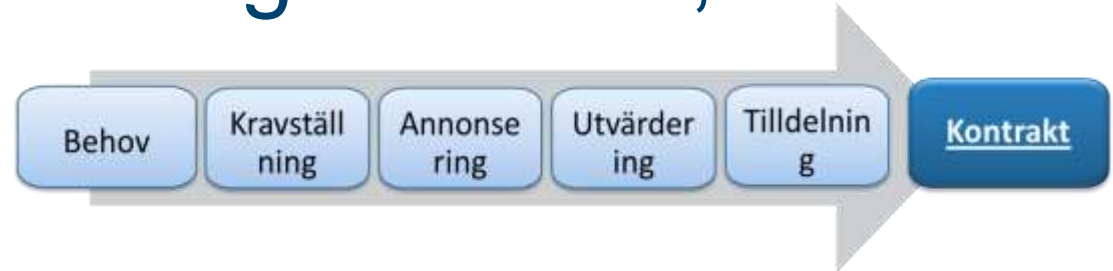 Behov
Kravställ
ning
Annonse
ring
Utvärder
ing
Tilldelnin
g
Kontrakt